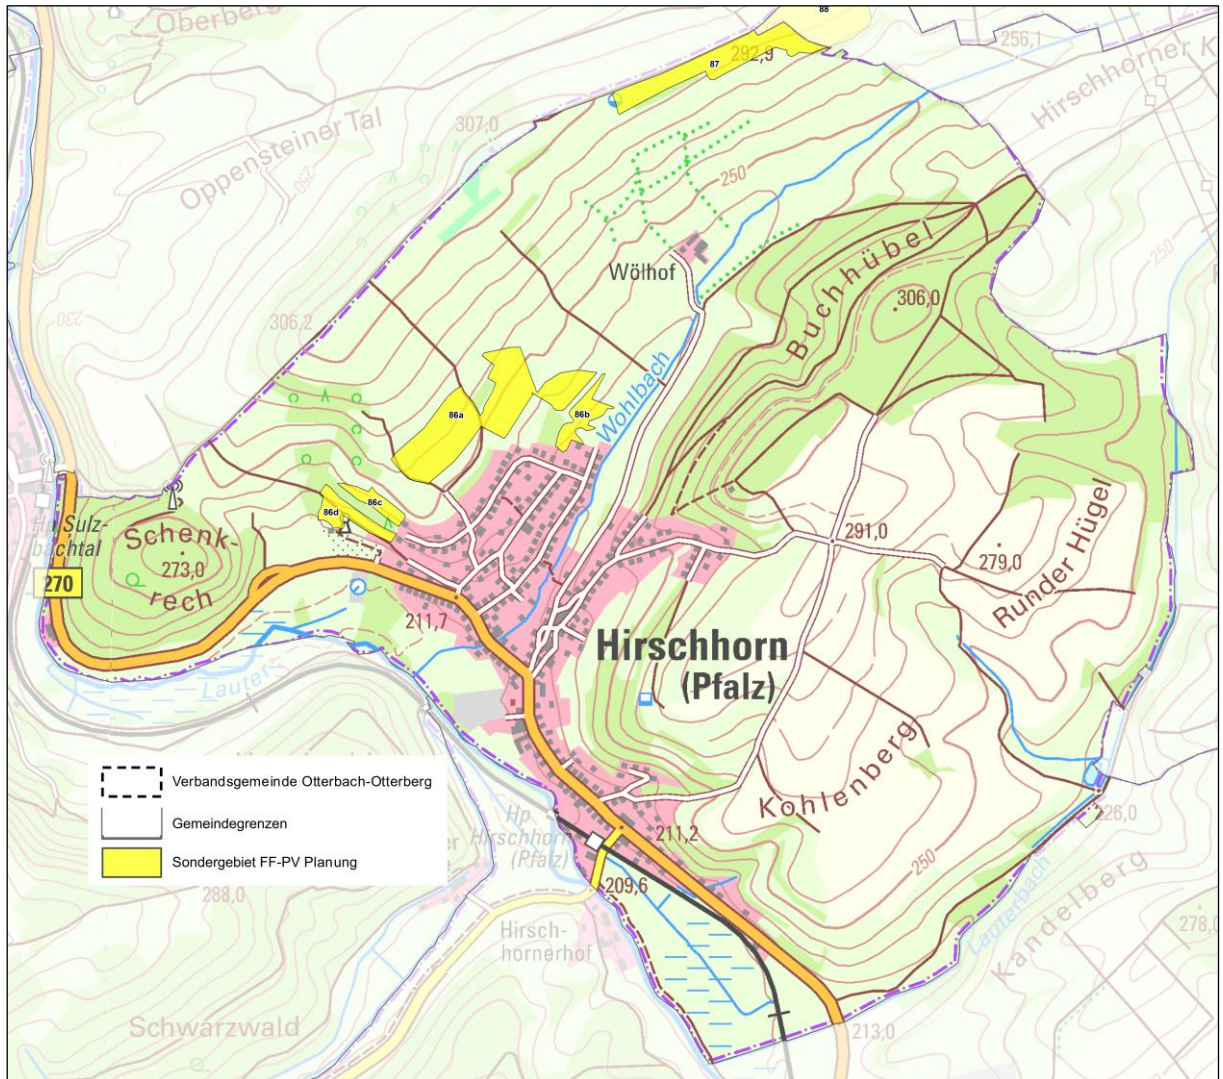 Oberberg
88
256,1
292,9
87
Hirschhorner K
Oppensteiner Tal
307,0
250
Wölhof
Buchhübel
306,0
250
230
306,2
Wohlbach
86a
86b
86c
86d
Hp Sulz-
bachtal
Schenk-
273,0
rech
270
291,0
279,0
Runder Hügel
211,7
Hirschhorn
(Pfalz)
Lauter
Kohlenberg
Verbandsgemeinde Otterbach-Otterberg
Gemeindegrenzen
Sondergebiet FF-PV Planung
Hp
Hirschhorn
(Pfalz)
211,2
226,0
250
209,6
288,0
Lauterbach
Kandelberg
278,0
Hirsch-
hornerhof
Schwarzwald
213,0